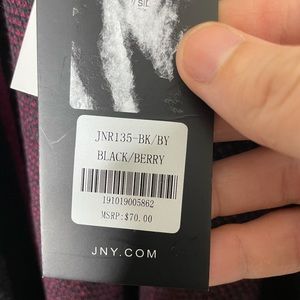 S/L
JNR135-BK/BY
BLACK/BERRY
191019005862
MSRP:$70.00
JNY.COM